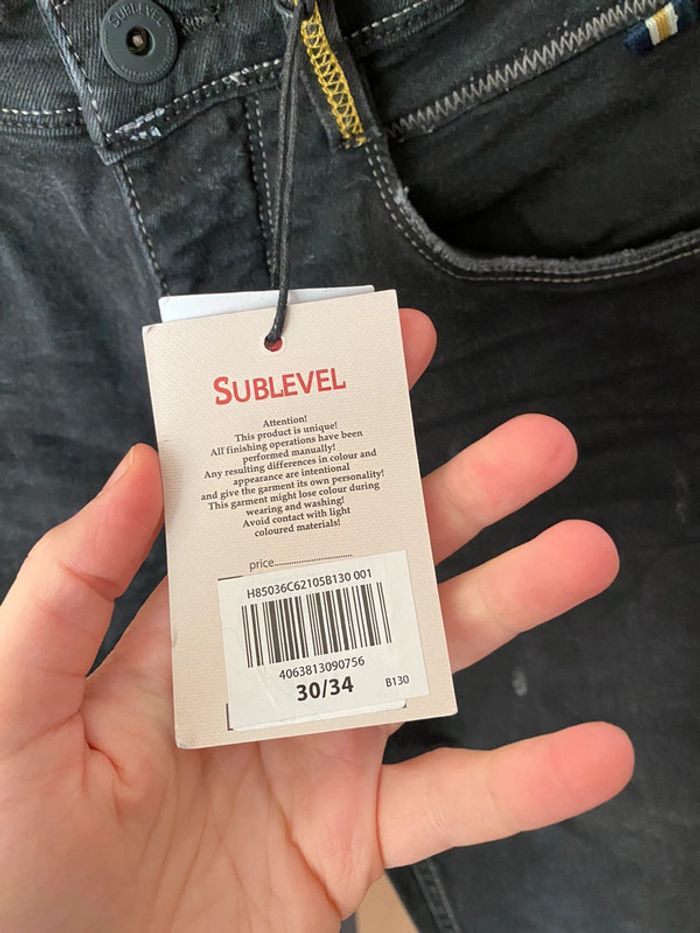 SUBLEVEL
SUBLEVEL
Attention!
This product is unique!
All finishing operations have been
performed manually!
Any resulting differences in colour and
appearance are intentional
and give the garment its own personality!
This garment might lose colour during
wearing and washing!
Avoid contact with light
coloured materials!
price..............................
H85036C62105B130 001
4063813090756
30/34
B130